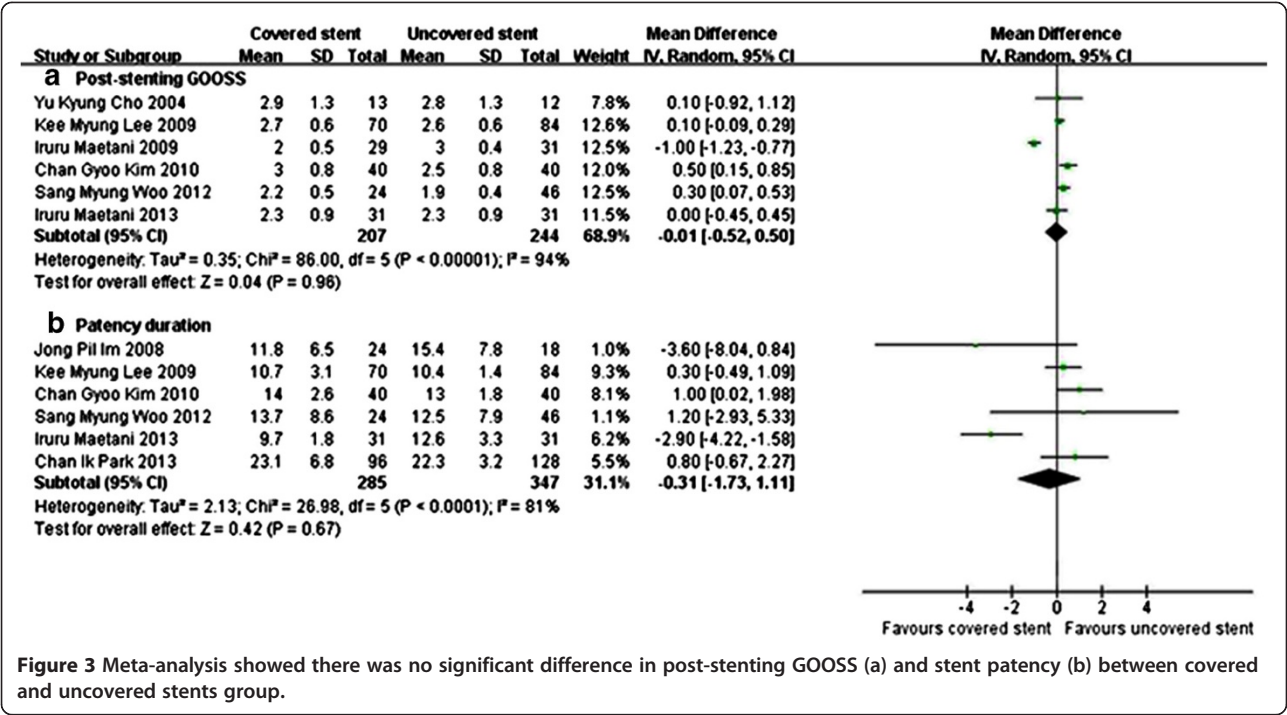 Covered stent Uncovered stent Mean Difference Mean Difference
Study or Subgroup Mean SD Total Mean SD Total Weight IV, Random, 95% CI IV, Random, 95% CI
a Post-stenting GOOSS
Yu Kyung Cho 2004 2.9 1.3 13 2.8 1.3 12 7.8% 0.10 [-0.92, 1.12]
Kee Myung Lee 2009 2.7 0.6 70 2.6 0.6 84 12.6% 0.10 [-0.09, 0.29]
Iruru Maetani 2009 2 0.5 29 3 0.4 31 12.5% -1.00 [-1.23, -0.77]
Chan Gyoo Kim 2010 3 0.8 40 2.5 0.8 40 12.0% 0.50 [0.15, 0.85]
Sang Myung Woo 2012 2.2 0.5 24 1.9 0.4 46 12.5% 0.30 [0.07, 0.53]
Iruru Maetani 2013 2.3 0.9 31 2.3 0.9 31 11.5% 0.00 [-0.45, 0.45]
Subtotal (95% CI) 207 244 68.9% -0.01 [-0.52, 0.50]
Heterogeneity: Tau² = 0.35; Chi² = 86.00, df = 5 (P < 0.00001); I² = 94%
Test for overall effect: Z = 0.04 (P = 0.96)
b Patency duration
Jong Pil Im 2008 11.8 6.5 24 15.4 7.8 18 1.0% -3.60 [-8.04, 0.84]
Kee Myung Lee 2009 10.7 3.1 70 10.4 1.4 84 9.3% 0.30 [-0.49, 1.09]
Chan Gyoo Kim 2010 14 2.6 40 13 1.8 40 8.1% 1.00 [0.02, 1.98]
Sang Myung Woo 2012 13.7 8.6 24 12.5 7.9 46 1.1% 1.20 [-2.93, 5.33]
Iruru Maetani 2013 9.7 1.8 31 12.6 3.3 31 6.2% -2.90 [-4.22, -1.58]
Chan Ik Park 2013 23.1 6.8 96 22.3 3.2 128 5.5% 0.80 [-0.67, 2.27]
Subtotal (95% CI) 285 347 31.1% -0.31 [-1.73, 1.11]
Heterogeneity: Tau² = 2.13; Chi² = 26.98, df = 5 (P < 0.0001); I² = 81%
Test for overall effect: Z = 0.42 (P = 0.67)
-4 -2 0 2 4
Favours covered stent Favours uncovered stent
Figure 3 Meta-analysis showed there was no significant difference in post-stenting GOOSS (a) and stent patency (b) between covered
and uncovered stents group.